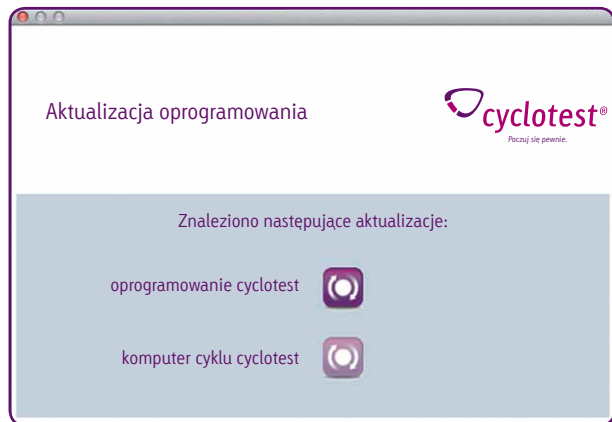 Aktualizacja oprogramowania
cyclotest®
Poczuj się pewnie.
Znaleziono następujące aktualizacje:
oprogramowanie cyclotest
komputer cyklu cyclotest